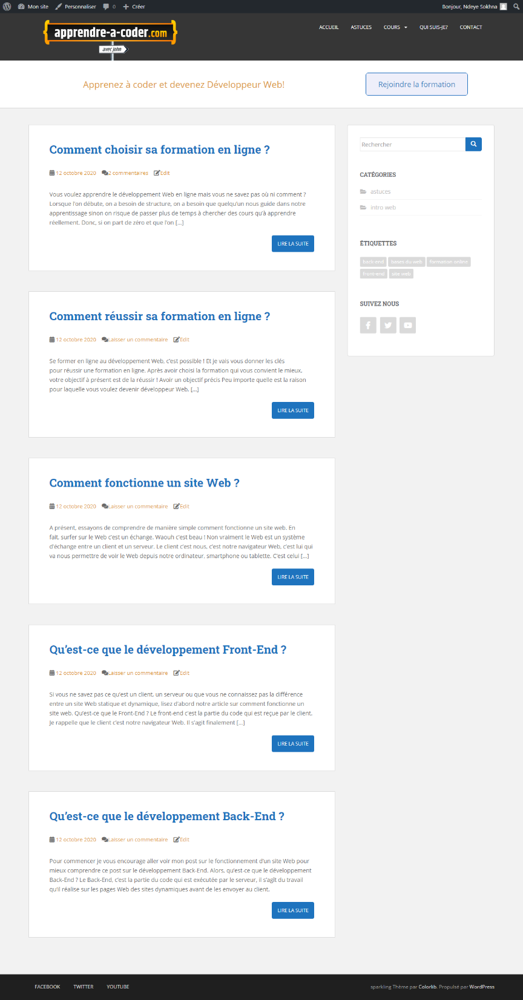 Mon site Personnaliser 0 Créer Bonjour, Ndeye Sokhna
apprendre-a-coder.com
avec john
ACCUEIL ASTUCES COURS QUI SUIS-JE? CONTACT
Apprenez à coder et devenez Développeur Web!
Rejoindre la formation
Comment choisir sa formation en ligne ?
12 octobre 2020 2 commentaires Edit
Vous voulez apprendre le développement Web en ligne mais vous ne savez pas où ni comment ?
Lorsque l’on débute, on a besoin de structure, on a besoin que quelqu’un nous guide dans notre
apprentissage sinon on risque de passer plus de temps à chercher des cours qu’à apprendre
réellement. Donc, si on part de zéro et que l’on [...]
LIRE LA SUITE
Comment réussir sa formation en ligne ?
12 octobre 2020 Laisser un commentaire Edit
Se former en ligne au développement Web, c’est possible ! Et je vais vous donner les clés
pour réussir une formation en ligne. Après avoir choisi la formation qui vous convient le mieux,
votre objectif à présent est de la réussir ! Avoir un objectif précis Peu importe quelle est la raison
pour laquelle vous voulez devenir développeur Web, [...]
LIRE LA SUITE
Comment fonctionne un site Web ?
12 octobre 2020 Laisser un commentaire Edit
A présent, essayons de comprendre de manière simple comment fonctionne un site web. En
fait, surfer sur le Web c’est un échange. Waouh c’est beau ! Non vraiment le Web est un système
d’échange entre un client et un serveur. Le client c’est nous, c’est notre navigateur Web, c’est lui qui
va nous permettre de voir le Web depuis notre ordinateur, smartphone ou tablette. C’est celui [...]
LIRE LA SUITE
Qu’est-ce que le développement Front-End ?
12 octobre 2020 Laisser un commentaire Edit
Si vous ne savez pas ce qu’est un client, un serveur ou que vous ne connaissez pas la différence
entre un site Web statique et dynamique, lisez d’abord notre article sur comment fonctionne un
site web. Qu’est-ce que le Front-End ? Le front-end c’est la partie du code qui est reçue par le client.
Je rappelle que le client c’est notre navigateur Web. Il s’agit finalement [...]
LIRE LA SUITE
Qu’est-ce que le développement Back-End ?
12 octobre 2020 Laisser un commentaire Edit
Pour commencer je vous encourage aller voir mon post sur le fonctionnement d’un site Web pour
mieux comprendre ce post sur le développement Back-End. Alors, qu’est-ce que le développement
Back-End ? Le Back-End, c’est la partie du code qui est exécutée par le serveur, il s’agît du travail
qu’il réalise sur les pages Web des sites dynamiques avant de les envoyer au client.
LIRE LA SUITE
Rechercher
CATÉGORIES
astuces
intro web
ÉTIQUETTES
back-end bases du web formation online
front-end site web
SUIVEZ NOUS
FACEBOOK TWITTER YOUTUBE
sparkling Thème par Colorlib. Propulsé par WordPress